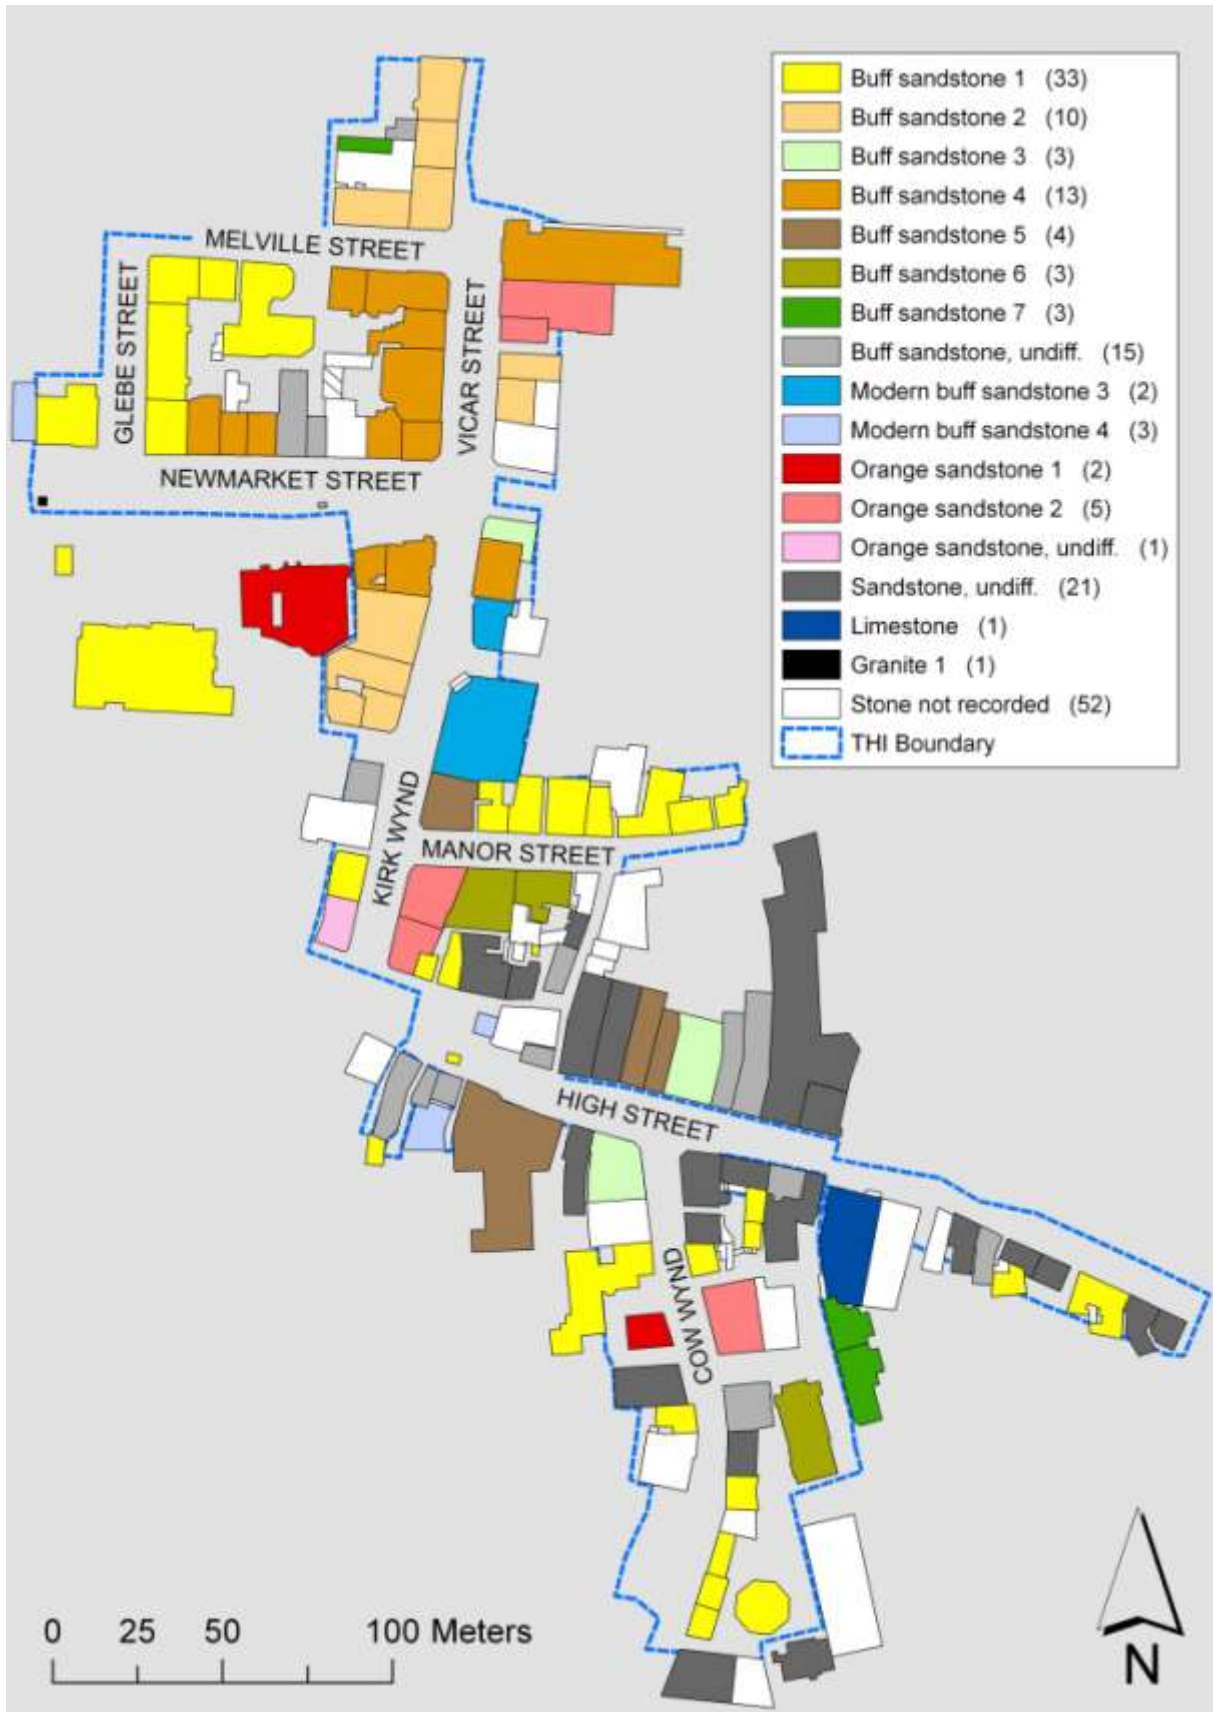 Buff sandstone 1 (33)
Buff sandstone 2 (10)
Buff sandstone 3 (3)
Buff sandstone 4 (13)
Buff sandstone 5 (4)
Buff sandstone 6 (3)
Buff sandstone 7 (3)
Buff sandstone, undiff. (15)
Modern buff sandstone 3 (2)
Modern buff sandstone 4 (3)
Orange sandstone 1 (2)
Orange sandstone 2 (5)
Orange sandstone, undiff. (1)
Sandstone, undiff. (21)
Limestone (1)
Granite 1 (1)
Stone not recorded (52)
THI Boundary
MELVILLE STREET
GLEBE STREET
VICAR STREET
NEWMARKET STREET
KIRK WYND
MANOR STREET
HIGH STREET
COW WYND
0 25 50 100 Meters
N